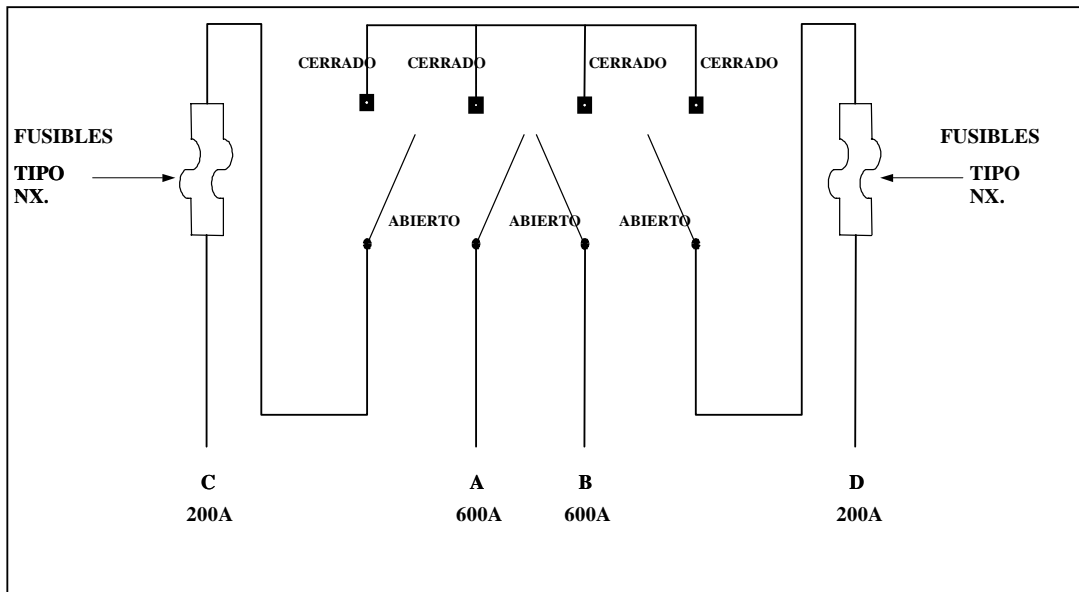 CERRADO CERRADO CERRADO CERRADO
FUSIBLES
TIPO
NX.
FUSIBLES
TIPO
NX.
ABIERTO ABIERTO ABIERTO
C A B D
200A 600A 600A 200A